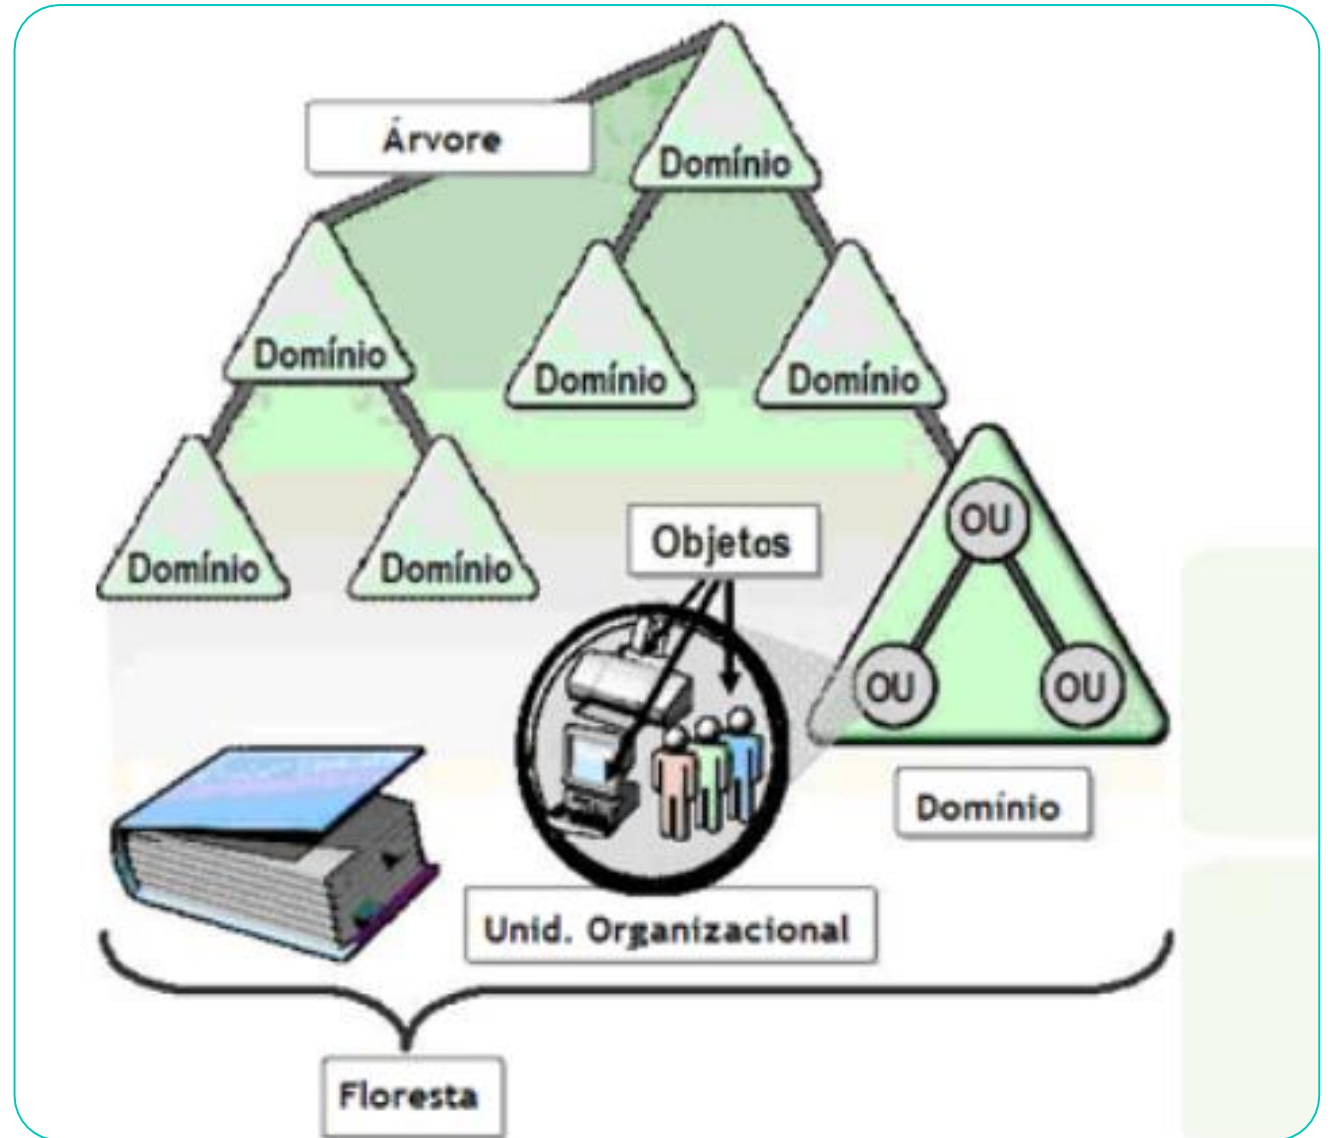 Árvore
Domínio
Domínio
Domínio
Domínio
Domínio
Domínio
Objetos
OU
OU
OU
Domínio
Unid. Organizacional
Floresta